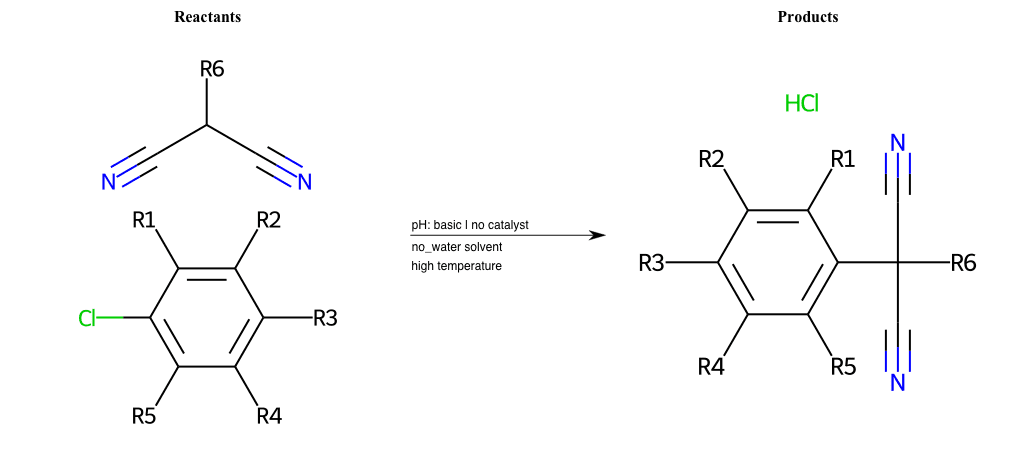 Reactants
Products
R6
N
N
R1
R2
Cl
R3
R5
R4
pH: basic | no catalyst
no_water solvent
high temperature
HCl
N
R2
R1
R3
R6
R4
R5
N